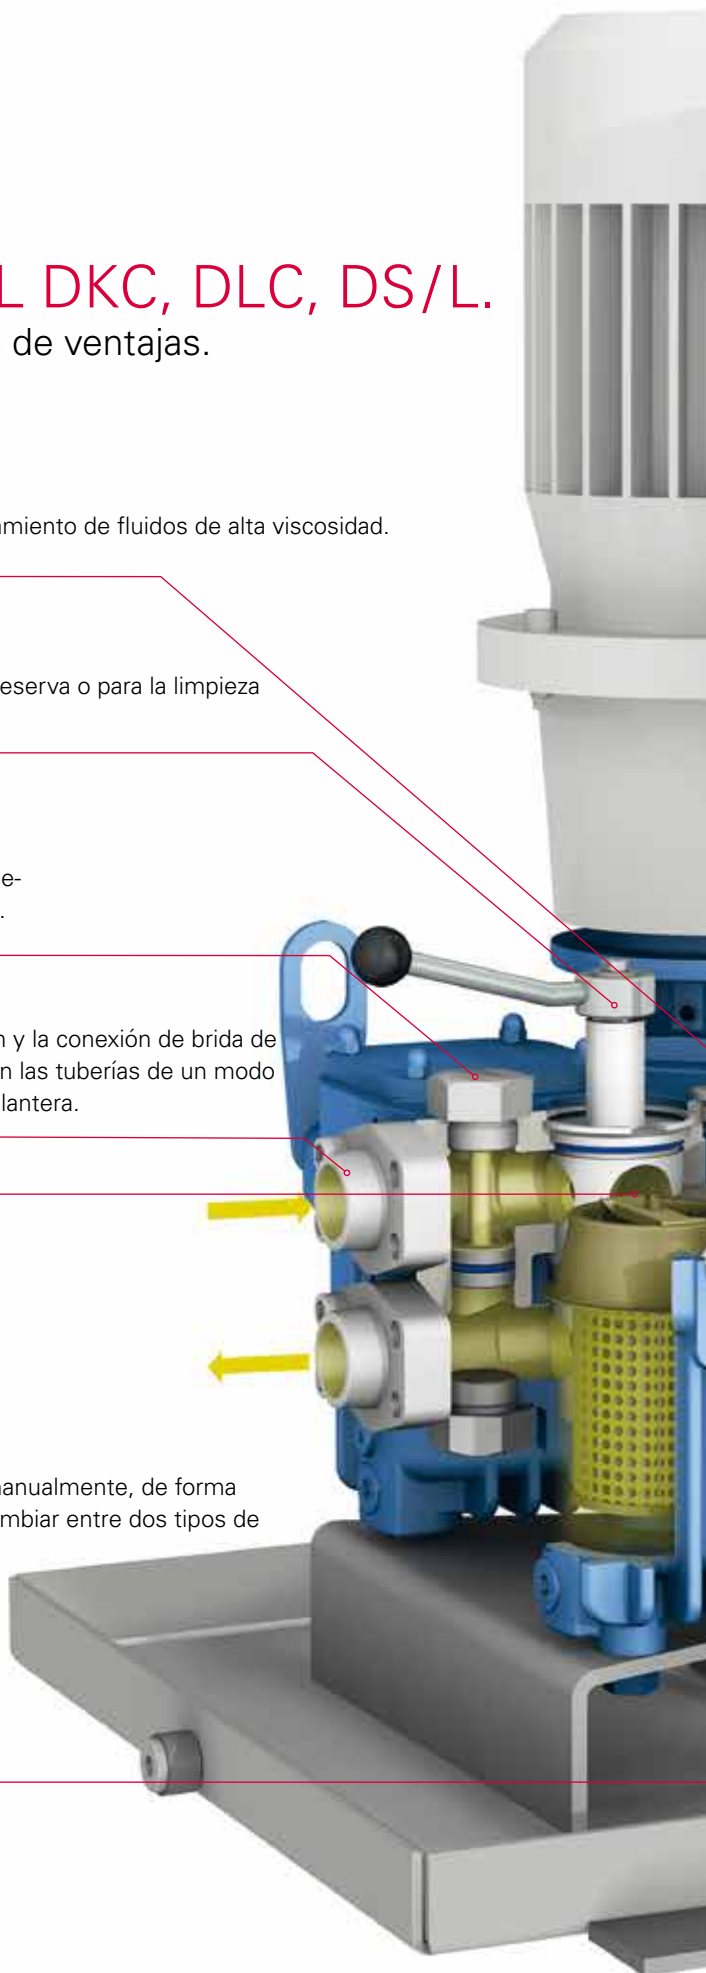 L DKC, DLC, DS/L.
de ventajas.
amiento de fluidos de alta viscosidad.
eserva o para la limpieza
e-
.
y la conexión de brida de
n las tuberías de un modo
lantera.
anualmente, de forma
mbiar entre dos tipos de